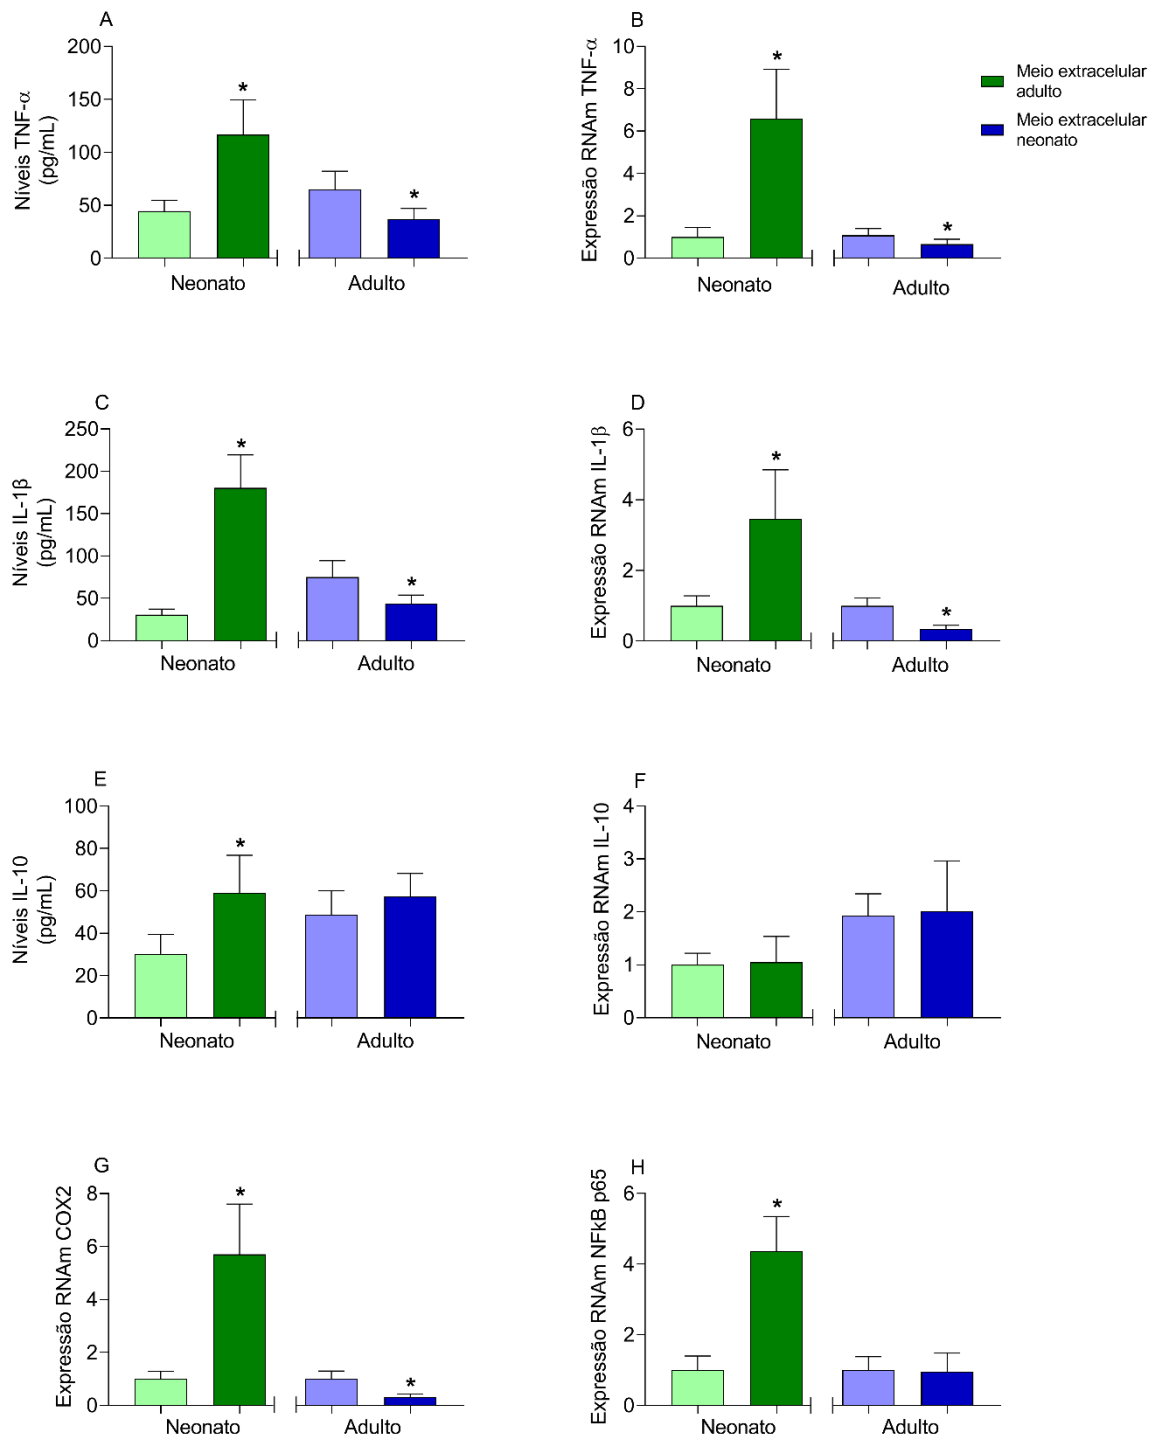 A
Níveis TNF-α
(pg/mL)
200
150
100
50
0
*
*
Neonato
Adulto
B
Expressão RNAm TNF-α
10
8
6
4
2
0
*
*
Neonato
Adulto
Meio extracelular
adulto
Meio extracelular
neonato
C
Níveis IL-1β
(pg/mL)
250
200
150
100
50
0
*
*
Neonato
Adulto
D
Expressão RNAm IL-1β
6
4
2
0
*
*
Neonato
Adulto
E
Níveis IL-10
(pg/mL)
100
80
60
40
20
0
*
Neonato
Adulto
F
Expressão RNAm IL-10
4
3
2
1
0
Neonato
Adulto
G
Expressão RNAm COX2
8
6
4
2
0
*
*
Neonato
Adulto
H
Expressão RNAm NFkB p65
6
4
2
0
*
Neonato
Adulto